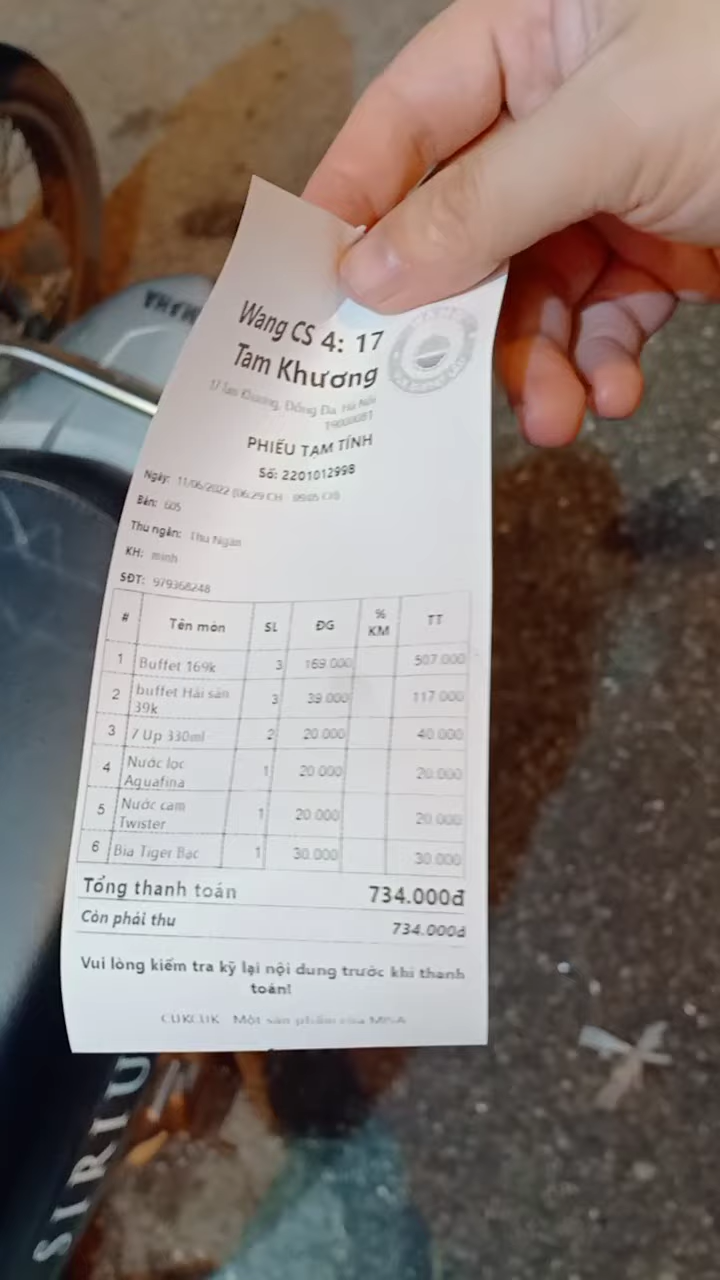 Wang CS 4: 17
Tam Khương
17 Tam Khương, Đống Đa, Hà Nội
PHIẾU TẠM TÍNH
Số: 2201012998
Ngày: 11/06/2022 (06:29 CH - 09:05 CH)
Bàn: 605
Thu ngân: Thu Ngân
KH: minh
SĐT: 979368248
# Tên món SL ĐG % KM TT
1 Buffet 169k 3 169.000 507.000
2 buffet Hải sản 39k 3 39.000 117.000
3 7 Up 330ml 2 20.000 40.000
4 Nước lọc Aquafina 1 20.000 20.000
5 Nước cam Twister 1 20.000 20.000
6 Bia Tiger Bạc 1 30.000 30.000
Tổng thanh toán 734.000đ
Còn phải thu 734.000đ
Vui lòng kiểm tra kỹ lại nội dung trước khi thanh
toán!
CUKCUK - Một sản phẩm của MISA
SIRIU